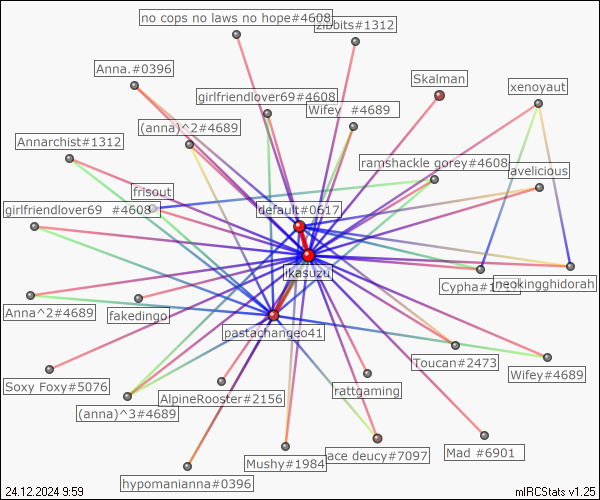 no cops no laws no hope#4608
zibbits#1312
Anna.#0396
Skalman
xenoyaut
girlfriendlover69#4608
Wifey #4689
(anna)^2#4689
Annarchist#1312
ramshackle gorey#4608
avelicious
frisout
girlfriendlover69 #4608
default#0617
ikasuzu
Cypha#1
neokingghidorah
Anna^2#4689
fakedingo
pastachangeo41
Toucan#2473
Wifey#4689
Soxy Foxy#5076
AlpineRooster#2156
rattgaming
(anna)^3#4689
Mushy#1984
ace deucy#7097
Mad #6901
hypomanianna#0396
24.12.2024 9:59
mIRCStats v1.25